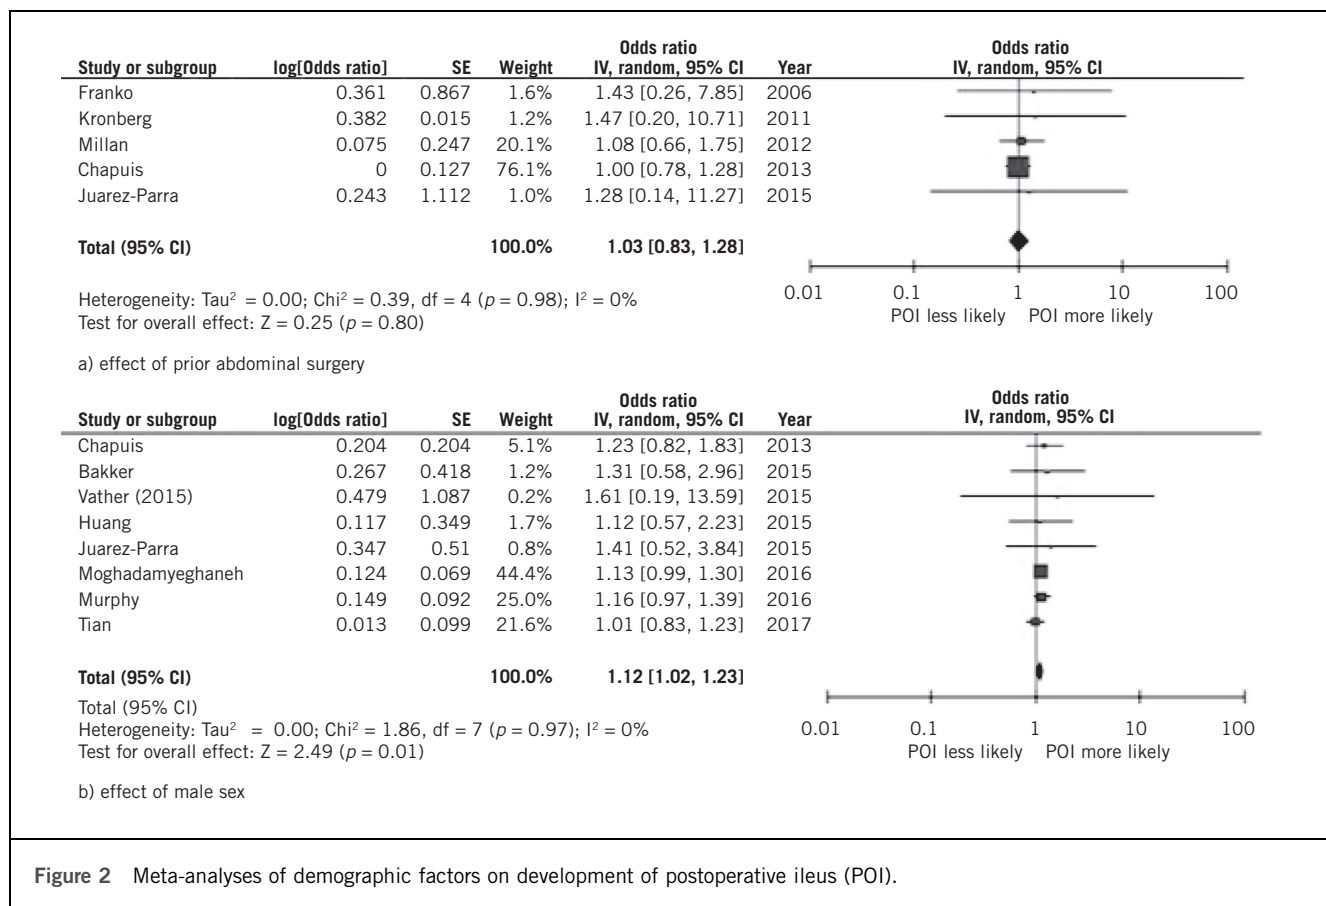 Odds ratio Odds ratio
Study or subgroup log[Odds ratio] SE Weight IV, random, 95% CI Year IV, random, 95% CI
Franko 0.361 0.867 1.6% 1.43 [0.26, 7.85] 2006
Kronberg 0.382 0.015 1.2% 1.47 [0.20, 10.71] 2011
Millan 0.075 0.247 20.1% 1.08 [0.66, 1.75] 2012
Chapuis 0 0.127 76.1% 1.00 [0.78, 1.28] 2013
Juarez-Parra 0.243 1.112 1.0% 1.28 [0.14, 11.27] 2015
Total (95% CI) 100.0% 1.03 [0.83, 1.28]
Heterogeneity: Tau² = 0.00; Chi² = 0.39, df = 4 (p = 0.98); I² = 0%
Test for overall effect: Z = 0.25 (p = 0.80)
0.01 0.1 1 10 100
POI less likely POI more likely
a) effect of prior abdominal surgery
Odds ratio Odds ratio
Study or subgroup log[Odds ratio] SE Weight IV, random, 95% CI Year IV, random, 95% CI
Chapuis 0.204 0.204 5.1% 1.23 [0.82, 1.83] 2013
Bakker 0.267 0.418 1.2% 1.31 [0.58, 2.96] 2015
Vather (2015) 0.479 1.087 0.2% 1.61 [0.19, 13.59] 2015
Huang 0.117 0.349 1.7% 1.12 [0.57, 2.23] 2015
Juarez-Parra 0.347 0.51 0.8% 1.41 [0.52, 3.84] 2015
Moghadamyeghaneh 0.124 0.069 44.4% 1.13 [0.99, 1.30] 2016
Murphy 0.149 0.092 25.0% 1.16 [0.97, 1.39] 2016
Tian 0.013 0.099 21.6% 1.01 [0.83, 1.23] 2017
Total (95% CI) 100.0% 1.12 [1.02, 1.23]
Total (95% CI)
Heterogeneity: Tau² = 0.00; Chi² = 1.86, df = 7 (p = 0.97); I² = 0%
Test for overall effect: Z = 2.49 (p = 0.01)
0.01 0.1 1 10 100
POI less likely POI more likely
b) effect of male sex
Figure 2 Meta-analyses of demographic factors on development of postoperative ileus (POI).